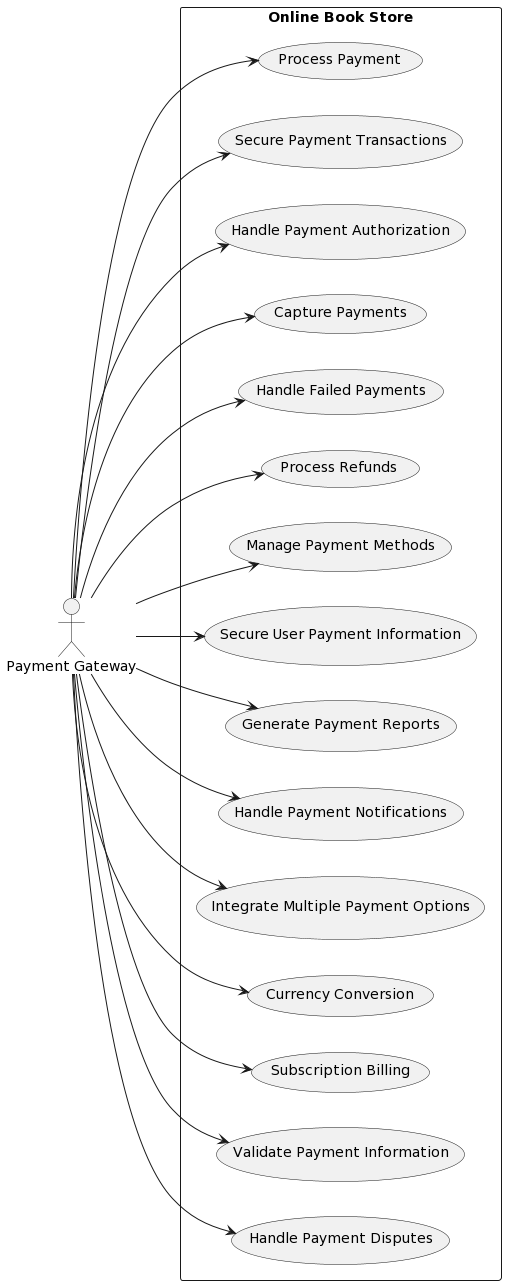 Online Book Store
Process Payment
Secure Payment Transactions
Handle Payment Authorization
Capture Payments
Handle Failed Payments
Process Refunds
Manage Payment Methods
Secure User Payment Information
Payment Gateway
Generate Payment Reports
Handle Payment Notifications
Integrate Multiple Payment Options
Currency Conversion
Subscription Billing
Validate Payment Information
Handle Payment Disputes